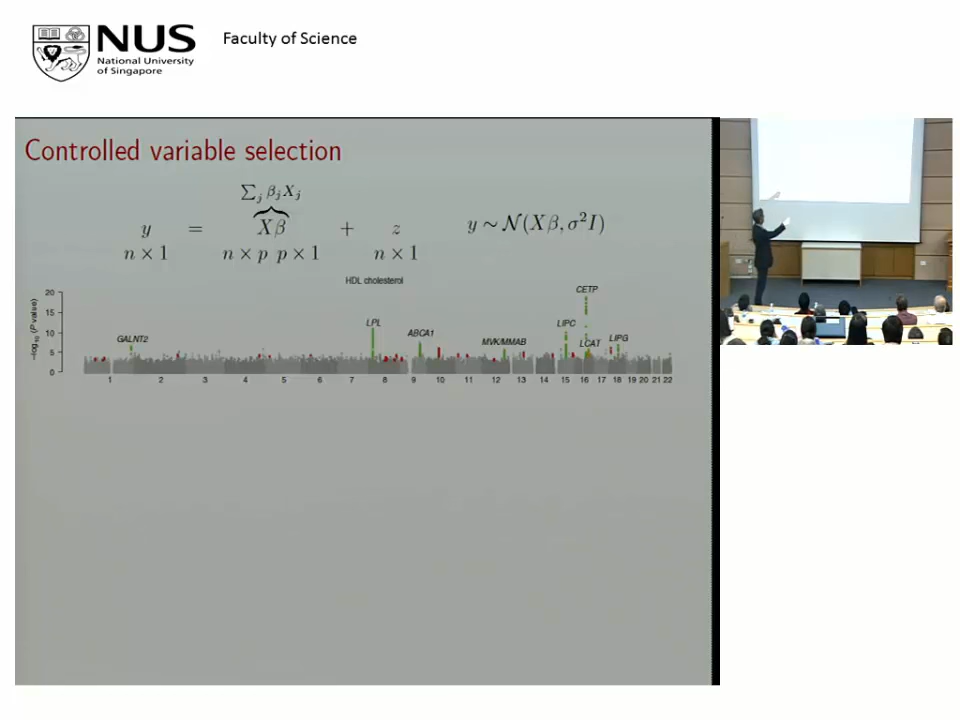 NUS
National University
of Singapore
Faculty of Science
Controlled variable selection
∑_j β_j X_j
y = Xβ + z y ∼ N(Xβ, σ²I)
n × 1 n × p p × 1 n × 1
HDL cholesterol
–log₁₀ (P value)
20
15
10
5
0
GALNT2
LPL
ABCA1
MVK/MMAB
LIPC
CETP
LCAT
LIPG
1 2 3 4 5 6 7 8 9 10 11 12 13 14 15 16 17 18 19 20 21 22